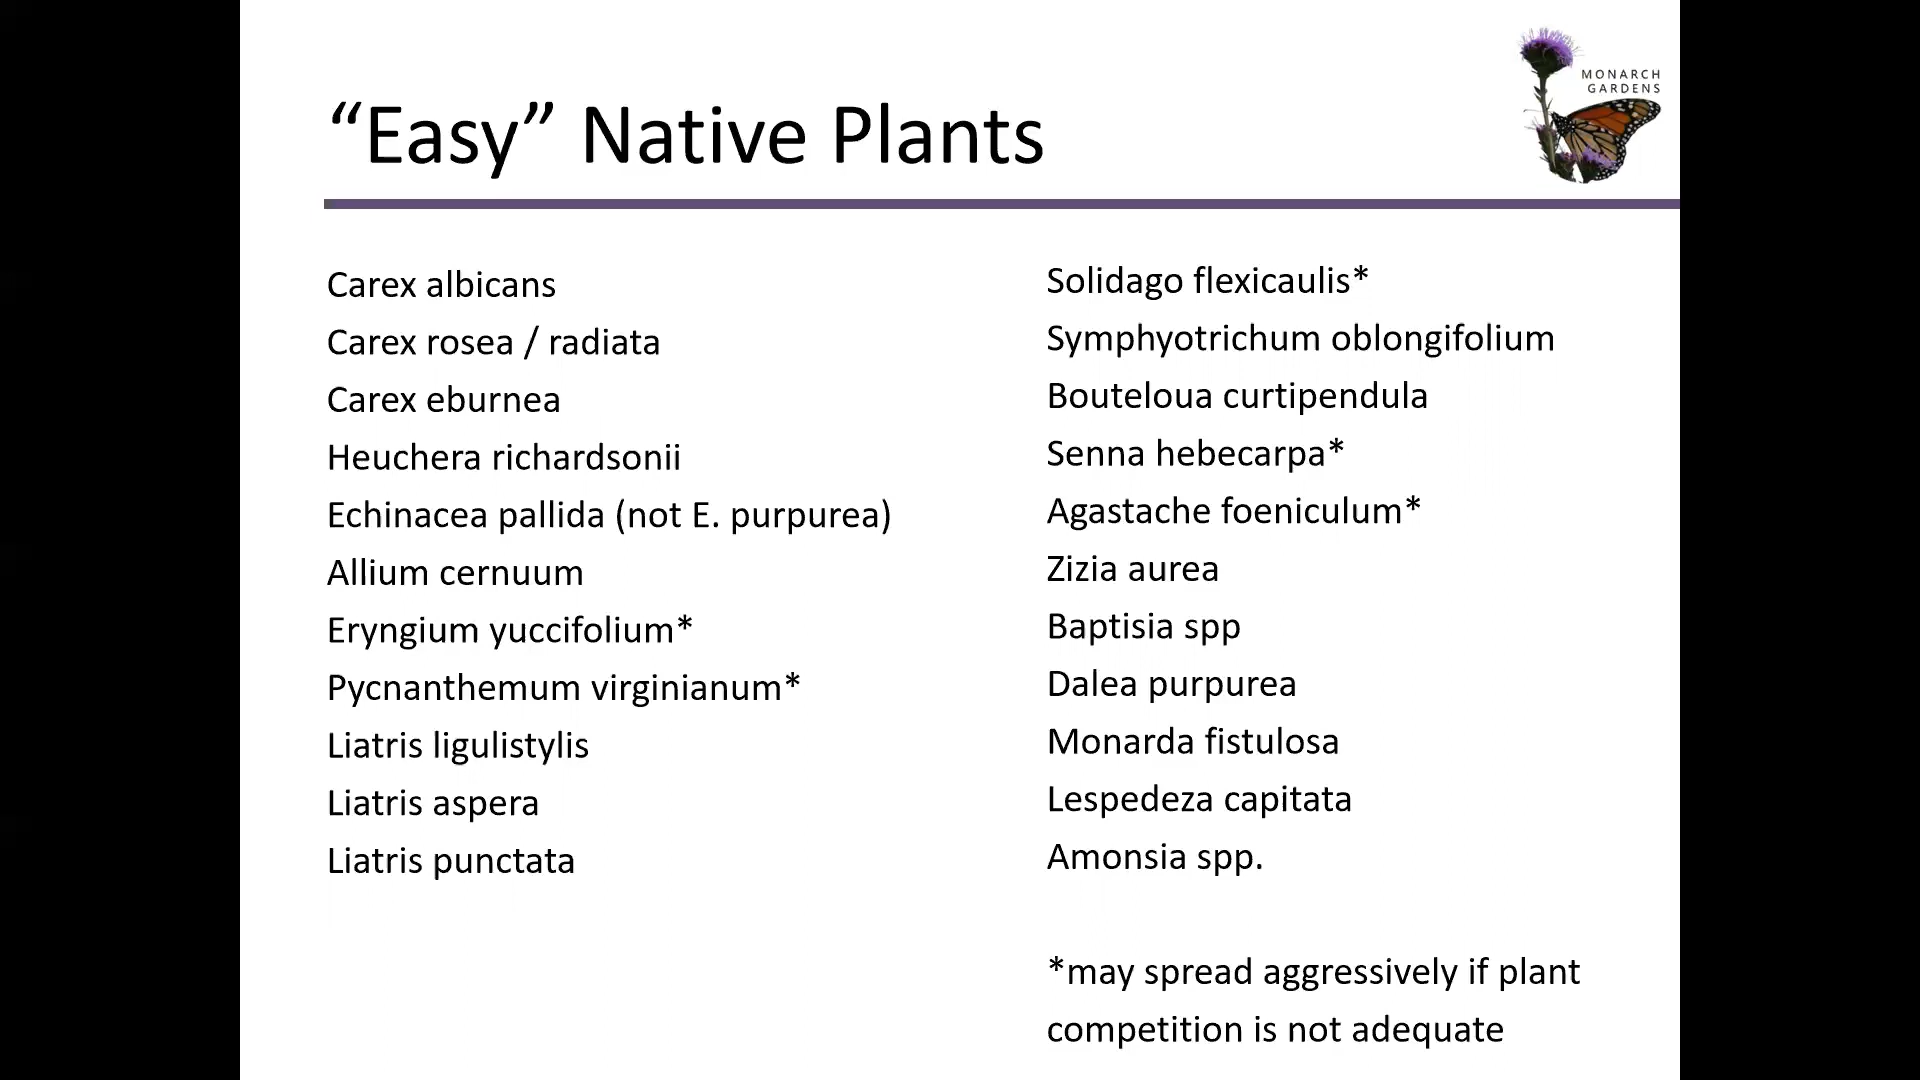 MONARCH
GARDENS
“Easy” Native Plants
Carex albicans
Carex rosea / radiata
Carex eburnea
Heuchera richardsonii
Echinacea pallida (not E. purpurea)
Allium cernuum
Eryngium yuccifolium*
Pycnanthemum virginianum*
Liatris ligulistylis
Liatris aspera
Liatris punctata
Solidago flexicaulis*
Symphyotrichum oblongifolium
Bouteloua curtipendula
Senna hebecarpa*
Agastache foeniculum*
Zizia aurea
Baptisia spp
Dalea purpurea
Monarda fistulosa
Lespedeza capitata
Amonsia spp.
*may spread aggressively if plant
competition is not adequate